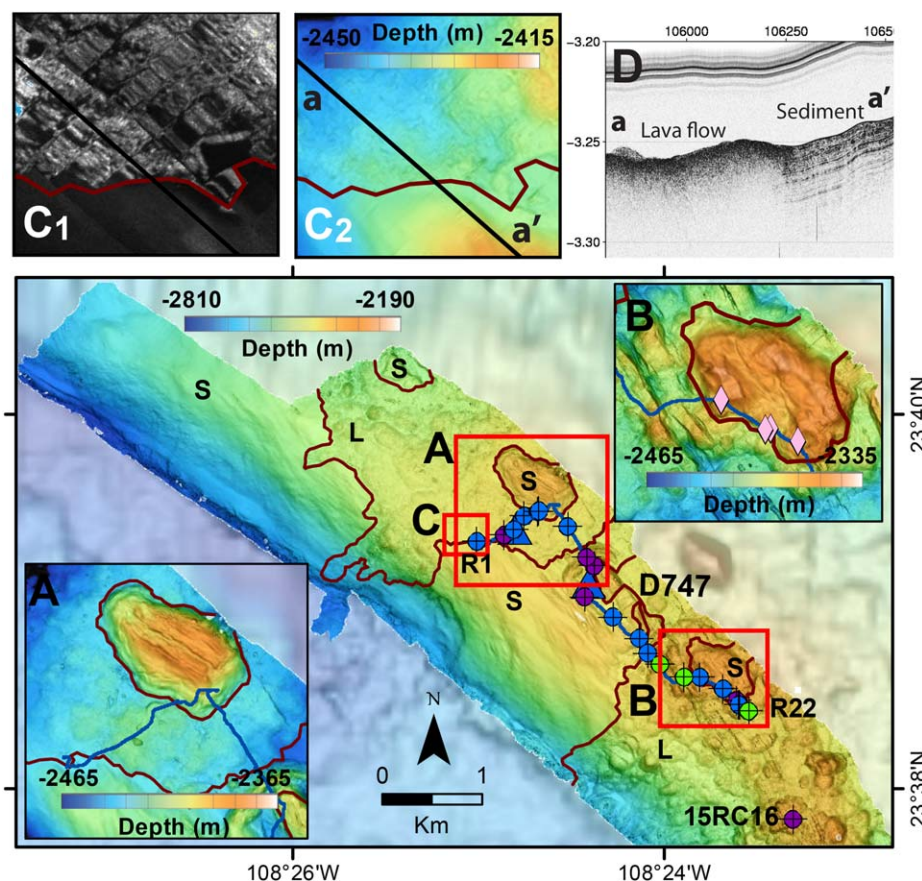 C1
-2450 Depth (m) -2415
a
C2
a'
106000 106250 1065
-3.20
D
a'
Sediment
a
Lava flow
-3.25
-3.30
-2810 -2190
Depth (m)
S
S
L
A
S
C
R1
S
D747
S
B
R22
L
15RC16
N
0 1
Km
A
-2465 -2365
Depth (m)
B
-2465 -2335
Depth (m)
23°40'N
23°38'N
108°26'W
108°24'W